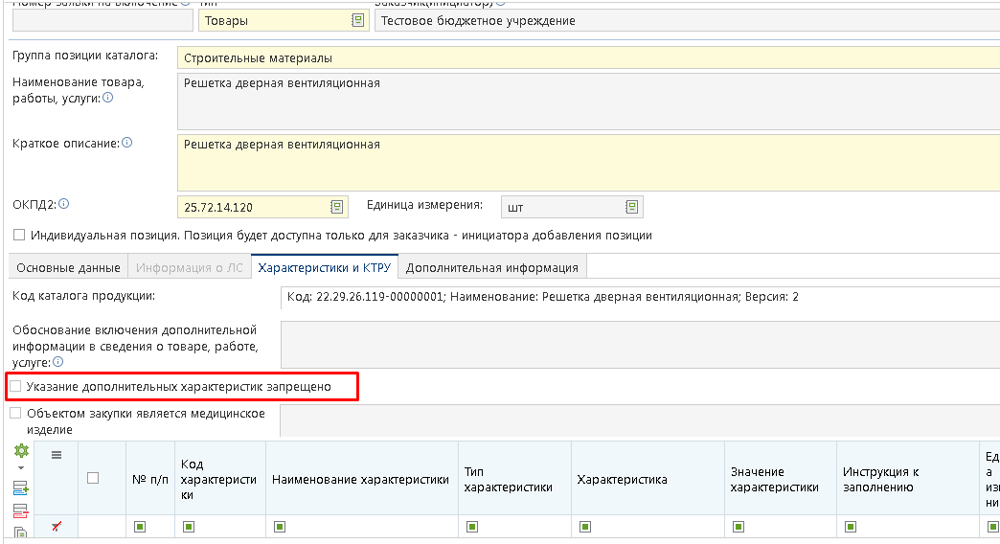 Номер заявки на включение Тип Заказчик(инициатор)
Товары Тестовое бюджетное учреждение
Группа позиции каталога: Строительные материалы
Наименование товара, Решетка дверная вентиляционная
работы, услуги:
Краткое описание: Решетка дверная вентиляционная
ОКПД2: 25.72.14.120 Единица измерения: шт
Индивидуальная позиция. Позиция будет доступна только для заказчика - инициатора добавления позиции
Основные данные Информация о ЛС Характеристики и КТРУ Дополнительная информация
Код каталога продукции: Код: 22.29.26.119-00000001; Наименование: Решетка дверная вентиляционная; Версия: 2
Обоснование включения дополнительной
информации в сведения о товаре, работе,
услуге:
Указание дополнительных характеристик запрещено
Объектом закупки является медицинское
изделие
№ п/п
Код
характеристи
ки
Наименование характеристики
Тип
характеристики
Характеристика
Значение
характеристики
Инструкция к
заполнению
Ед
а
из
ни